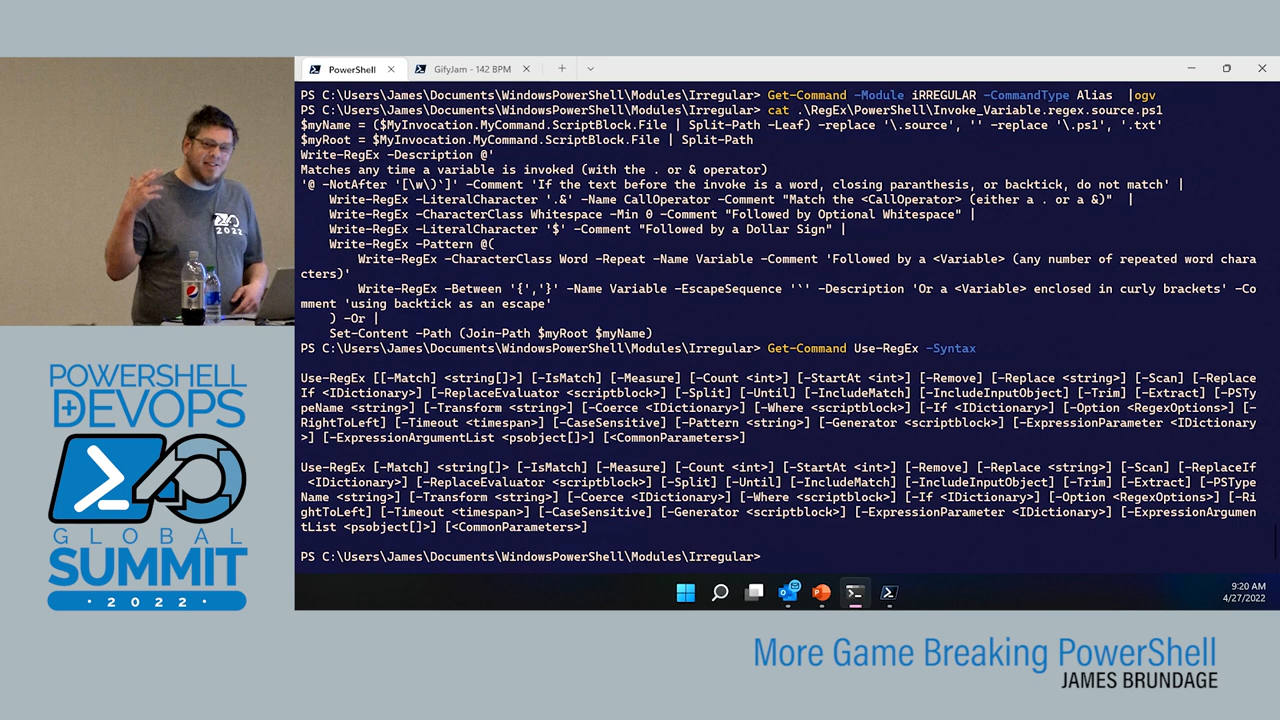 PowerShell
GifyJam - 142 BPM
PS C:\Users\James\Documents\WindowsPowerShell\Modules\Irregular> Get-Command -Module iRREGULAR -CommandType Alias  |ogv
PS C:\Users\James\Documents\WindowsPowerShell\Modules\Irregular> cat .\RegEx\PowerShell\Invoke_Variable.regex.source.ps1
$myName = ($MyInvocation.MyCommand.ScriptBlock.File | Split-Path -Leaf) -replace '\.source', '' -replace '\.ps1', '.txt'
$myRoot = $MyInvocation.MyCommand.ScriptBlock.File | Split-Path
Write-RegEx -Description @'
Matches any time a variable is invoked (with the . or & operator)
'@ -NotAfter '[\w\)`]' -Comment 'If the text before the invoke is a word, closing paranthesis, or backtick, do not match' |
Write-RegEx -LiteralCharacter '.&' -Name CallOperator -Comment "Match the <CallOperator> (either a . or a &)"  |
Write-RegEx -CharacterClass Whitespace -Min 0 -Comment "Followed by Optional Whitespace" |
Write-RegEx -LiteralCharacter '$' -Comment "Followed by a Dollar Sign" |
Write-RegEx -Pattern @(
Write-RegEx -CharacterClass Word -Repeat -Name Variable -Comment 'Followed by a <Variable> (any number of repeated word chara
cters)'
Write-RegEx -Between '{','}' -Name Variable -EscapeSequence '`' -Description 'Or a <Variable> enclosed in curly brackets' -Co
mment 'using backtick as an escape'
) -Or |
Set-Content -Path (Join-Path $myRoot $myName)
PS C:\Users\James\Documents\WindowsPowerShell\Modules\Irregular> Get-Command Use-RegEx -Syntax
Use-RegEx [[-Match] <string[]>] [-IsMatch] [-Measure] [-Count <int>] [-StartAt <int>] [-Remove] [-Replace <string>] [-Scan] [-Replace
If <IDictionary>] [-ReplaceEvaluator <scriptblock>] [-Split] [-Until] [-IncludeMatch] [-IncludeInputObject] [-Trim] [-Extract] [-PSTy
peName <string>] [-Transform <string>] [-Coerce <IDictionary>] [-Where <scriptblock>] [-If <IDictionary>] [-Option <RegexOptions>] [-
RightToLeft] [-Timeout <timespan>] [-CaseSensitive] [-Pattern <string>] [-Generator <scriptblock>] [-ExpressionParameter <IDictionary
>] [-ExpressionArgumentList <psobject[]>] [<CommonParameters>]
Use-RegEx [-Match] <string[]> [-IsMatch] [-Measure] [-Count <int>] [-StartAt <int>] [-Remove] [-Replace <string>] [-Scan] [-ReplaceIf
<IDictionary>] [-ReplaceEvaluator <scriptblock>] [-Split] [-Until] [-IncludeMatch] [-IncludeInputObject] [-Trim] [-Extract] [-PSType
Name <string>] [-Transform <string>] [-Coerce <IDictionary>] [-Where <scriptblock>] [-If <IDictionary>] [-Option <RegexOptions>] [-Ri
ghtToLeft] [-Timeout <timespan>] [-CaseSensitive] [-Generator <scriptblock>] [-ExpressionParameter <IDictionary>] [-ExpressionArgumen
tList <psobject[]>] [<CommonParameters>]
PS C:\Users\James\Documents\WindowsPowerShell\Modules\Irregular>
9:20 AM
4/27/2022
2022
pepsi
POWERSHELL
DEVOPS
GLOBAL
SUMMIT
· 2022 ·
More Game Breaking PowerShell
JAMES BRUNDAGE